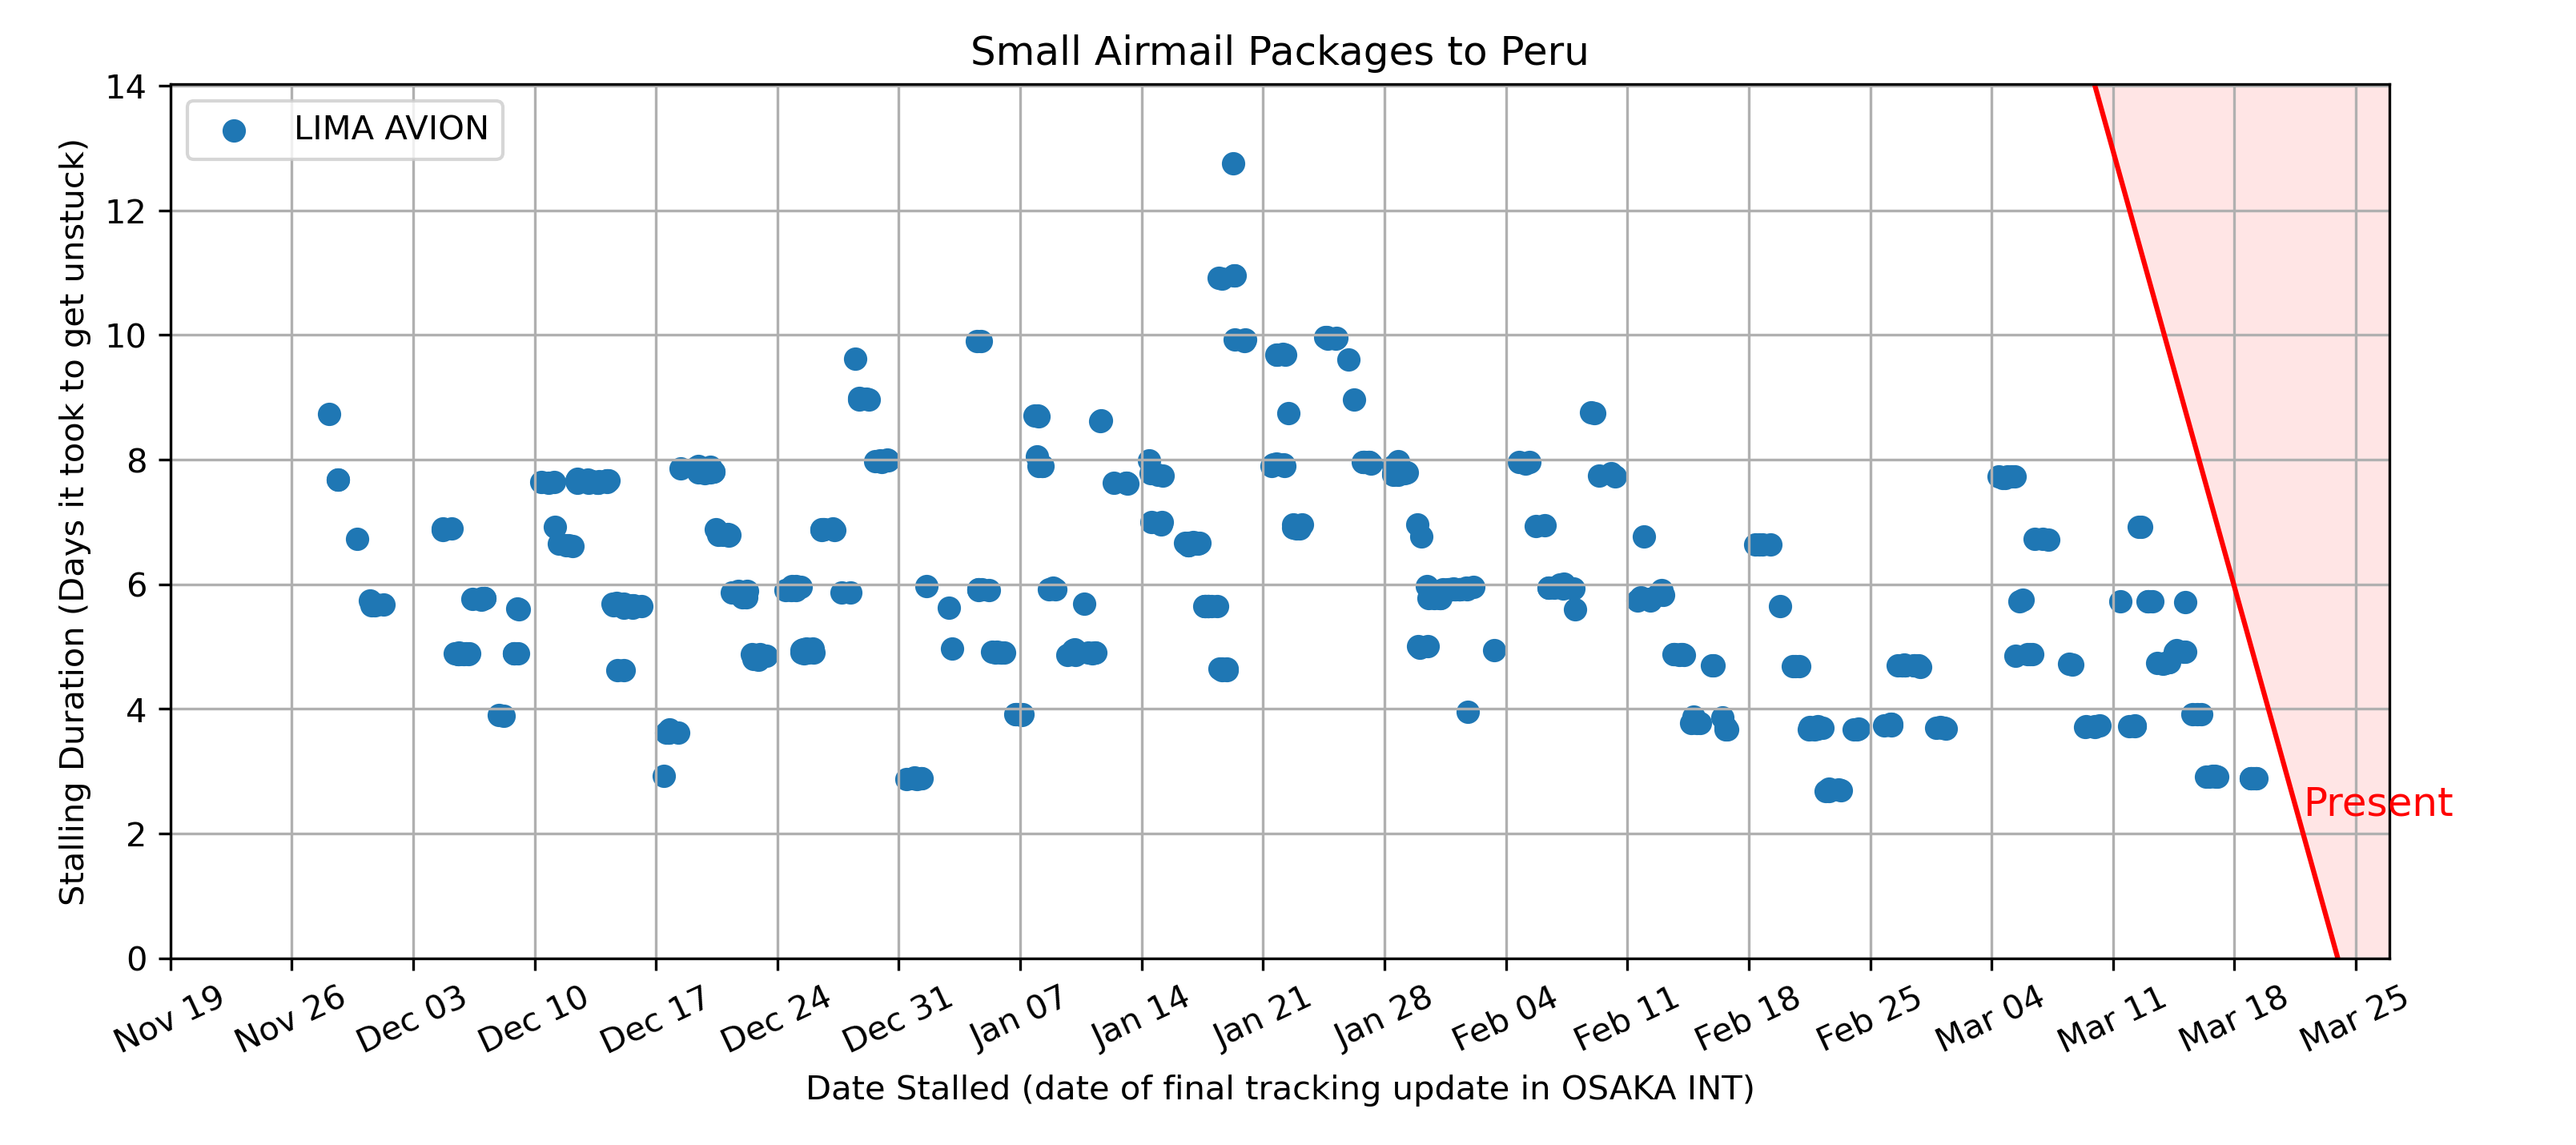 Small Airmail Packages to Peru
LIMA AVION
Stalling Duration (Days it took to get unstuck)
14
12
10
8
6
4
2
0
Present
Nov 19
Nov 26
Dec 03
Dec 10
Dec 17
Dec 24
Dec 31
Jan 07
Jan 14
Jan 21
Jan 28
Feb 04
Feb 11
Feb 18
Feb 25
Mar 04
Mar 11
Mar 18
Mar 25
Date Stalled (date of final tracking update in OSAKA INT)